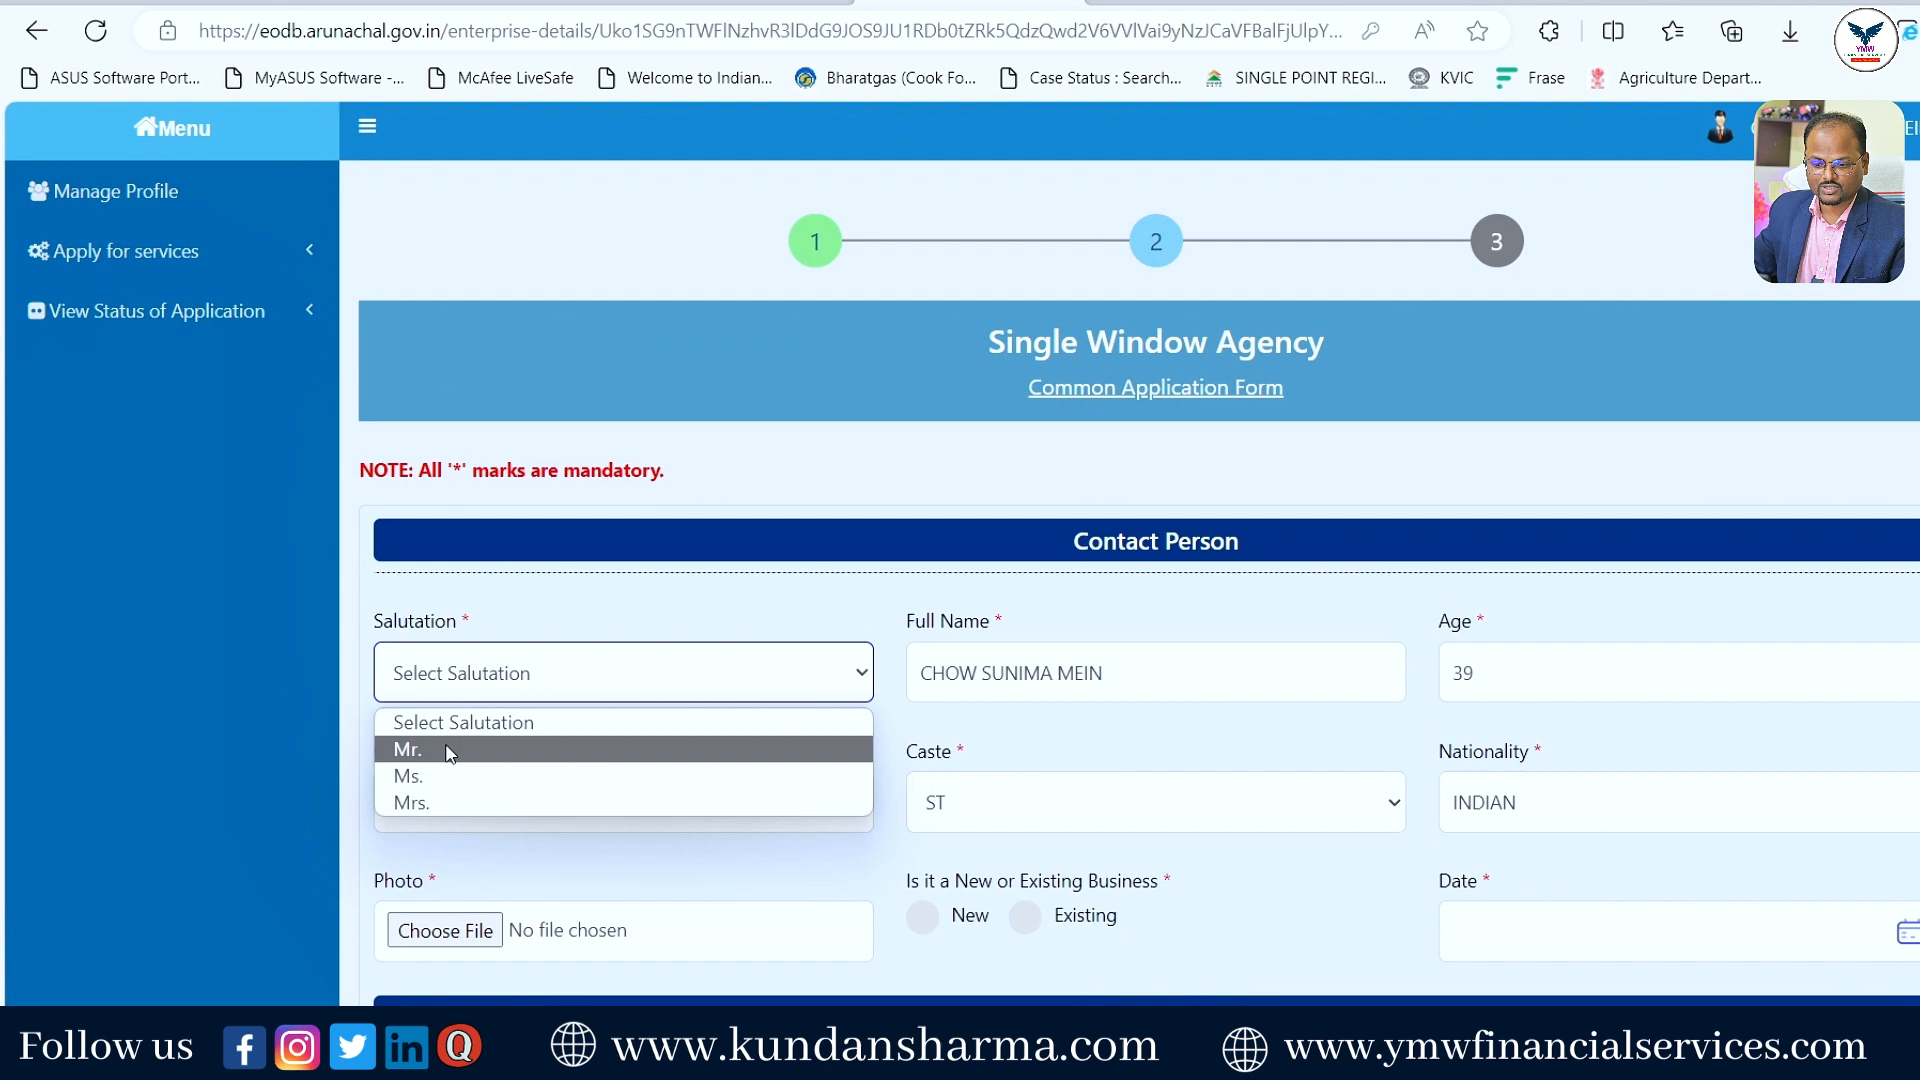 https://eodb.arunachal.gov.in/enterprise-details/Uko1SG9nTWFlNzhvR3lDdG9JOS9JU1RDb0tZRk5QdzQwd2V6VVlVai9yNzJCaVFBalFjUlpY...
ASUS Software Port... MyASUS Software -... McAfee LiveSafe Welcome to Indian... Bharatgas (Cook Fo... Case Status : Search... SINGLE POINT REGI... KVIC Frase Agriculture Depart...
YMW
Menu
Manage Profile
Apply for services
View Status of Application
1 2 3
Single Window Agency
Common Application Form
NOTE: All '*' marks are mandatory.
Contact Person
Salutation * Full Name * Age *
Select Salutation CHOW SUNIMA MEIN 39
Select Salutation
Mr.
Ms.
Mrs.
Caste * Nationality *
ST INDIAN
Photo * Is it a New or Existing Business * Date *
Choose File No file chosen New Existing
Follow us www.kundansharma.com www.ymwfinancialservices.com